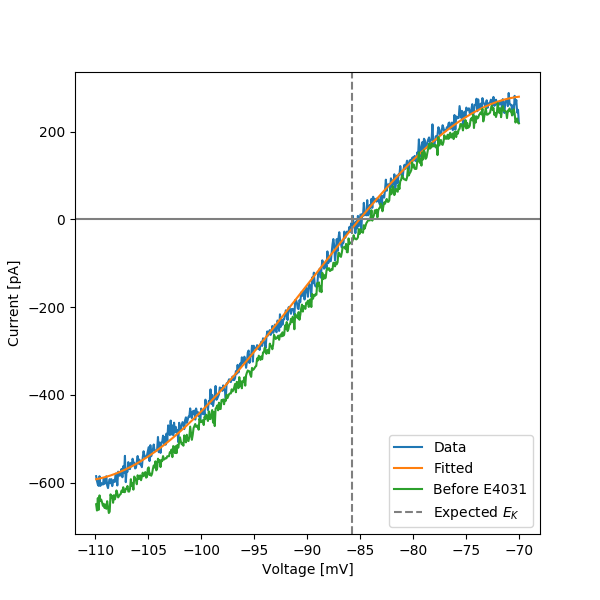 200
0
−200
−400
−600
Current [pA]
Data
Fitted
Before E4031
Expected E_K
−110 −105 −100 −95 −90 −85 −80 −75 −70
Voltage [mV]